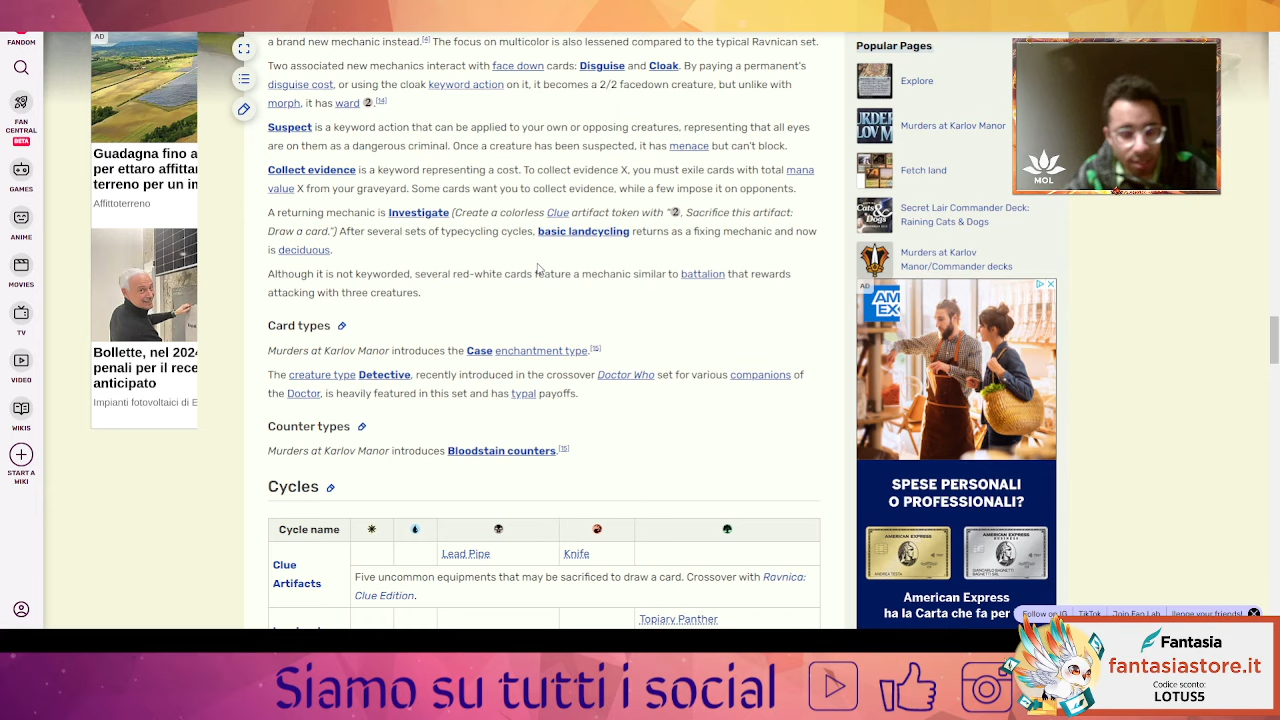 FANDOM
FAN
CENTRAL
BETA
ANIME
MOVIES
TV
VIDEO
WIKIS
START A
WIKI
AD
Guadagna fino a
per ettaro affitta
terreno per un in
Affittoterreno
Bollette, nel 202
penali per il rece
anticipato
Impianti fotovoltaici di E
a brand new mechanic instead.[4] The focus on multicolor is also lessened compared to the typical Ravnican set.
Two associated new mechanics interact with face down cards: Disguise and Cloak. By paying a permanent's
disguise cost, or using the cloak keyword action on it, it becomes a 2/2 facedown creature, but unlike with
morph, it has ward 2.[14]
Suspect is a keyword action that can be applied to your own or opposing creatures, representing that all eyes
are on them as a dangerous criminal. Once a creature has been suspected, it has menace but can't block.
Collect evidence is a keyword representing a cost. To collect evidence X, you must exile cards with total mana
value X from your graveyard. Some cards want you to collect evidence, while a few impose it on opponents.
A returning mechanic is Investigate (Create a colorless Clue artifact token with "2, Sacrifice this artifact:
Draw a card.") After several sets of typecycling cycles, basic landcycling returns as a fixing mechanic and now
is deciduous.
Although it is not keyworded, several red-white cards feature a mechanic similar to battalion that rewards
attacking with three creatures.
Card types
Murders at Karlov Manor introduces the Case enchantment type.[15]
The creature type Detective, recently introduced in the crossover Doctor Who set for various companions of
the Doctor, is heavily featured in this set and has typal payoffs.
Counter types
Murders at Karlov Manor introduces Bloodstain counters.[15]
Cycles
Cycle name
Clue
Artifacts
Lead Pipe
Knife
Five uncommon equipments that may be sacrificed to draw a card. Crossover with Ravnica:
Clue Edition.
Topiary Panther
Popular Pages
Explore
Murders at Karlov Manor
Fetch land
Secret Lair Commander Deck:
Raining Cats & Dogs
Murders at Karlov
Manor/Commander decks
MOL
AD
AM
EX
SPESE PERSONALI
O PROFESSIONALI?
AMERICAN EXPRESS
AMERICAN EXPRESS
American Express
ha la Carta che fa per
Follow on IG
TikTok
Join Fan Lab
llenge your friends!
Siamo su tutti i social
Fantasia
fantasiastore.it
Codice sconto:
LOTUS5